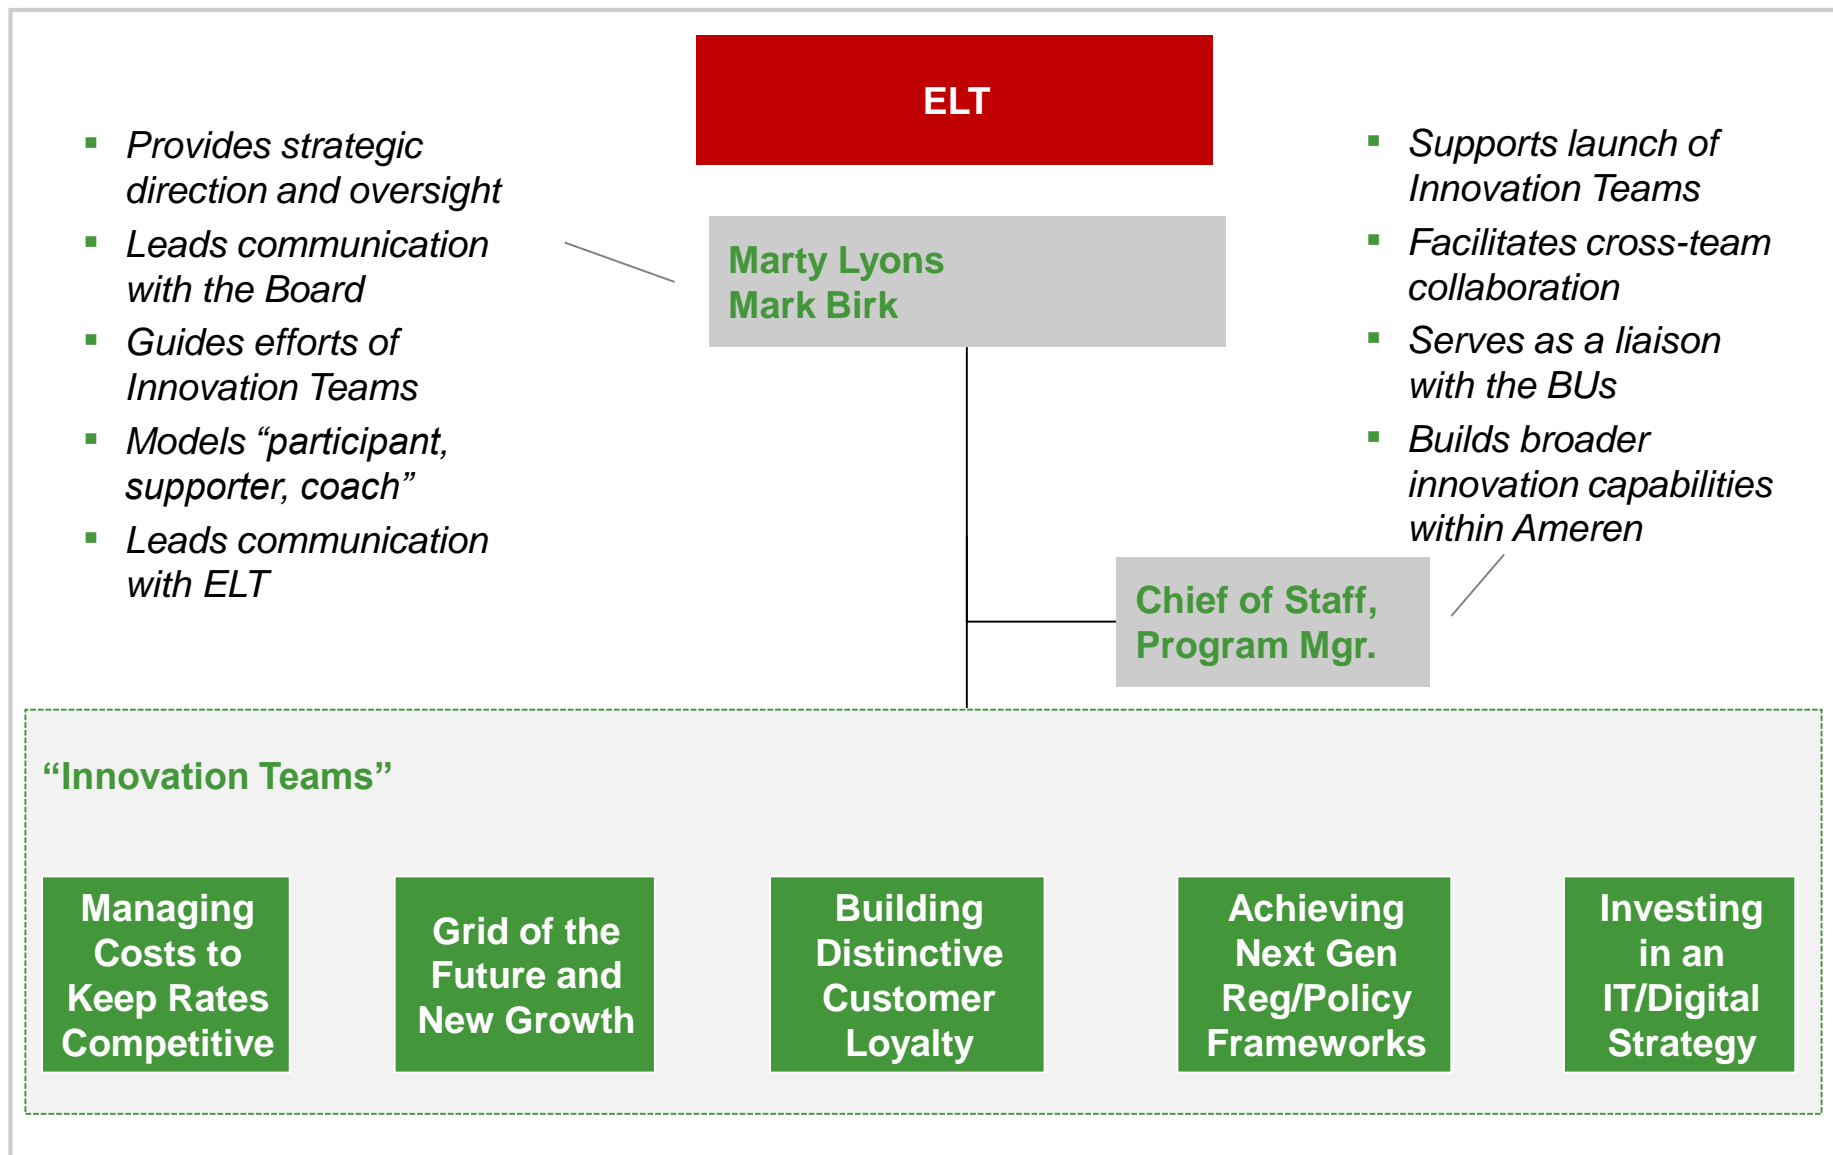 ELT
Provides strategic
direction and oversight
Leads communication
with the Board
Guides efforts of
Innovation Teams
Models “participant,
supporter, coach”
Leads communication
with ELT
Marty Lyons
Mark Birk
Supports launch of
Innovation Teams
Facilitates cross-team
collaboration
Serves as a liaison
with the BUs
Builds broader
innovation capabilities
within Ameren
Chief of Staff,
Program Mgr.
“Innovation Teams”
Managing
Costs to
Keep Rates
Competitive
Grid of the
Future and
New Growth
Building
Distinctive
Customer
Loyalty
Achieving
Next Gen
Reg/Policy
Frameworks
Investing
in an
IT/Digital
Strategy